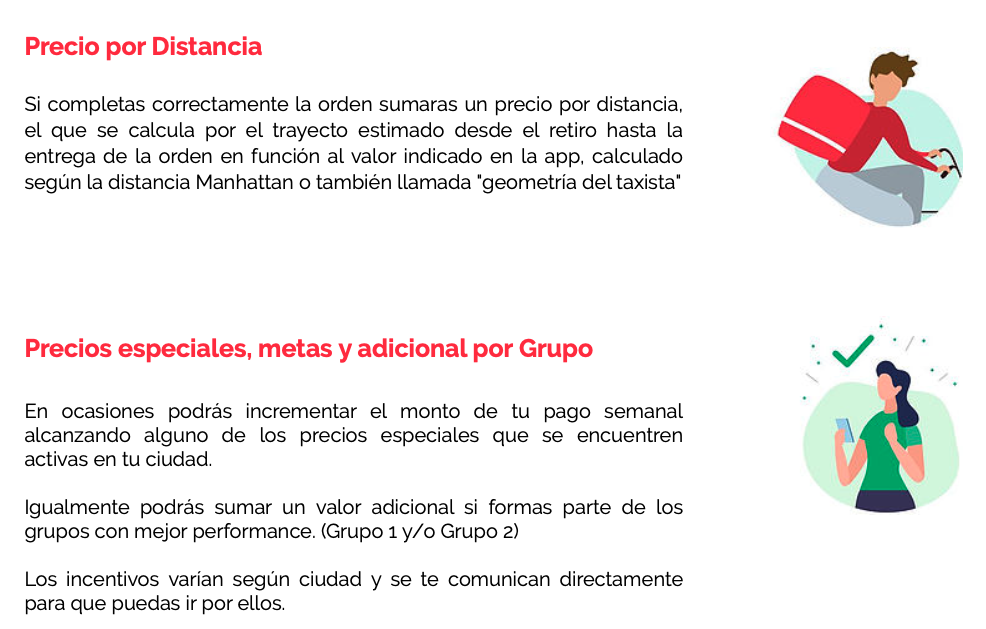 Precio por Distancia
Si completas correctamente la orden sumaras un precio por distancia,
el que se calcula por el trayecto estimado desde el retiro hasta la
entrega de la orden en función al valor indicado en la app, calculado
según la distancia Manhattan o también llamada "geometría del taxista"
Precios especiales, metas y adicional por Grupo
En ocasiones podrás incrementar el monto de tu pago semanal
alcanzando alguno de los precios especiales que se encuentren
activas en tu ciudad.
Igualmente podrás sumar un valor adicional si formas parte de los
grupos con mejor performance. (Grupo 1 y/o Grupo 2)
Los incentivos varían según ciudad y se te comunican directamente
para que puedas ir por ellos.